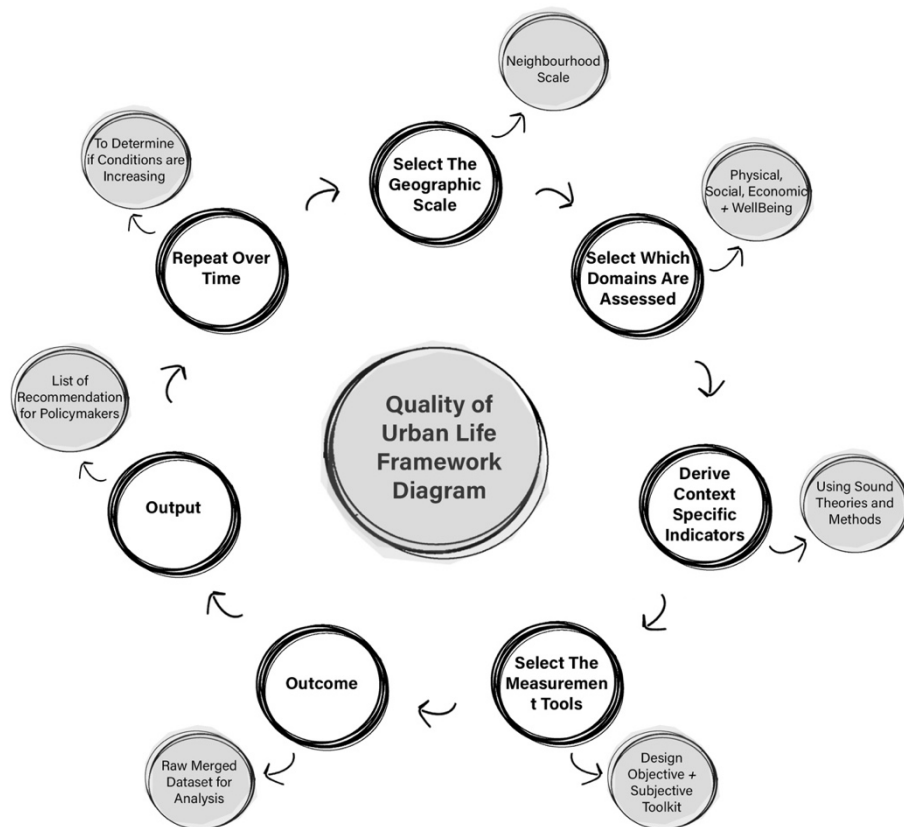 Neighbourhood
Scale
Select The
Geographic
Scale
Physical,
Social, Economic
+ WellBeing
Select Which
Domains Are
Assessed
Using Sound
Theories and
Methods
Derive
Context
Specific
Indicators
Design
Objective +
Subjective
Toolkit
Select The
Measuremen
t Tools
Raw Merged
Dataset for
Analysis
Outcome
List of
Recommendation
for Policymakers
Output
To Determine
if Conditions are
Increasing
Repeat Over
Time
Quality of
Urban Life
Framework
Diagram